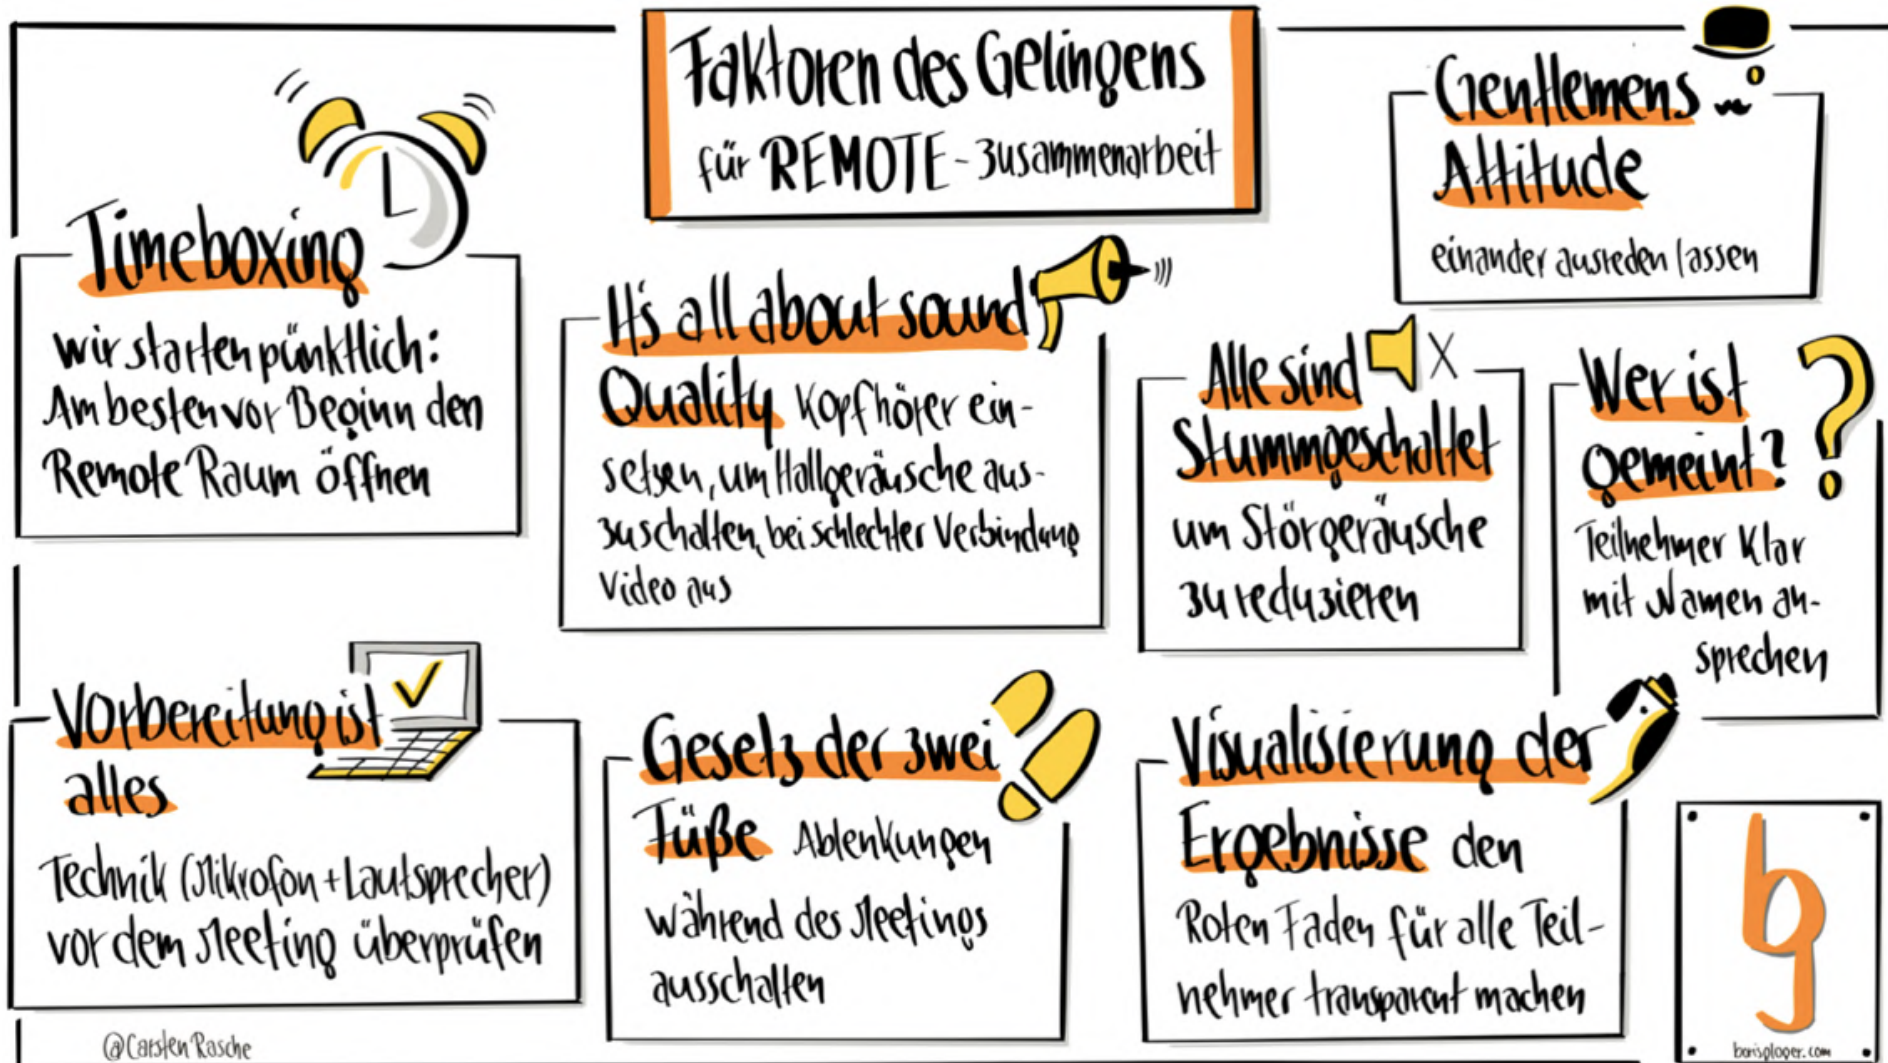 Faktoren des Gelingens
für REMOTE-Zusammenarbeit
Timeboxing
wir starten pünktlich:
Am besten vor Beginn den
Remote Raum öffnen
It's all about sound
Quality Kopfhörer ein-
setzen, um Hallgeräusche aus-
zuschalten, bei schlechter Verbindung
Video aus
Gentlemens
Attitude
einander ausreden lassen
Alle sind
Stummgeschaltet
um Störgeräusche
zu reduzieren
Wer ist
gemeint?
Teilnehmer Klar
mit Namen an-
sprechen
Vorbereitung ist
alles
Technik (Mikrofon + Lautsprecher)
vor dem Meeting überprüfen
Gesetz der zwei
Füße Ablenkungen
während des Meetings
ausschalten
Visualisierung der
Ergebnisse den
Roten Faden für alle Teil-
nehmer transparent machen
@Carsten Rasche
bg
borisgloger.com